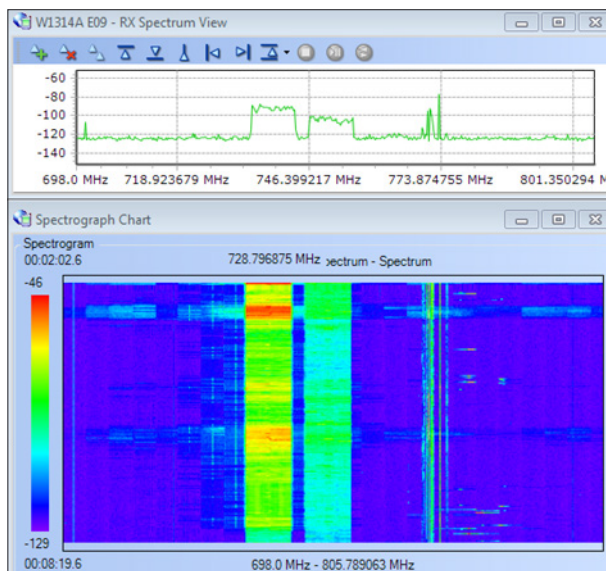 W1314A E09 - RX Spectrum View
-60
-80
-100
-120
-140
698.0 MHz 718.923679 MHz 746.399217 MHz 773.874755 MHz 801.350294 M
Spectrograph Chart
Spectrogram
00:02:02.6 728.796875 MHz pectrum - Spectrum
-46
-129
00:08:19.6 698.0 MHz - 805.789063 MHz